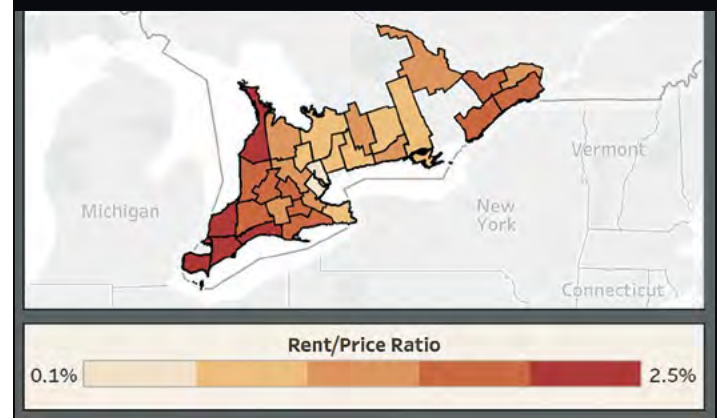 Vermont
Michigan
New
York
Connecticut
Rent/Price Ratio
0.1%
2.5%